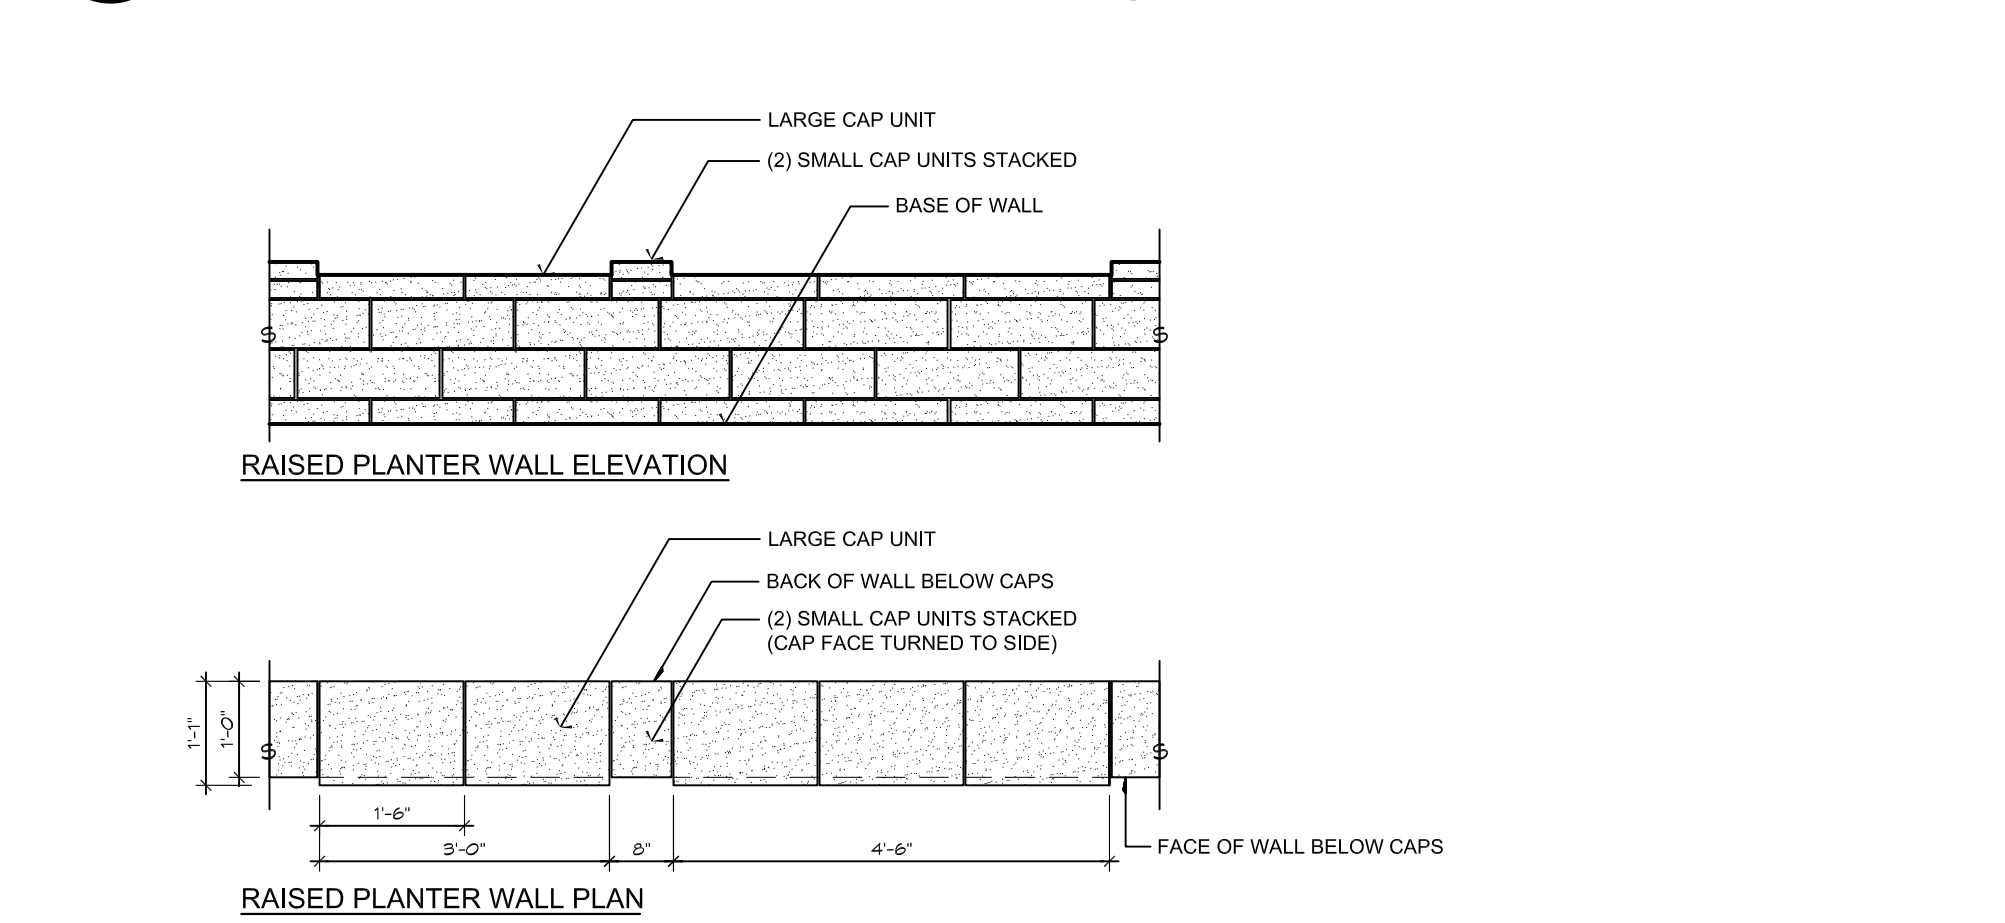 LARGE CAP UNIT
(2) SMALL CAP UNITS STACKED
BASE OF WALL
S S
RAISED PLANTER WALL ELEVATION
LARGE CAP UNIT
BACK OF WALL BELOW CAPS
(2) SMALL CAP UNITS STACKED
(CAP FACE TURNED TO SIDE)
1'-1" 1'-0"
S S
1'-6"
3'-0" 8" 4'-6"
FACE OF WALL BELOW CAPS
RAISED PLANTER WALL PLAN